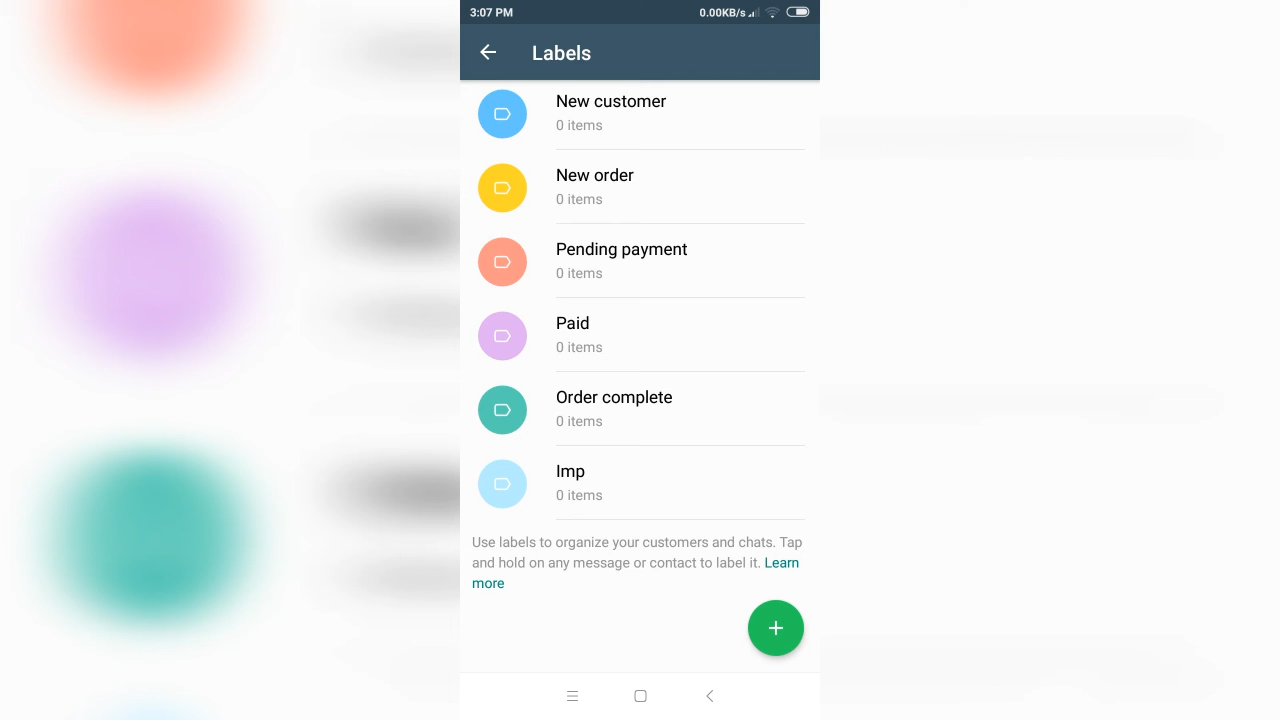 3:07 PM 0.00KB/s
Labels
New customer
0 items
New order
0 items
Pending payment
0 items
Paid
0 items
Order complete
0 items
Imp
0 items
Use labels to organize your customers and chats. Tap
and hold on any message or contact to label it. Learn
more